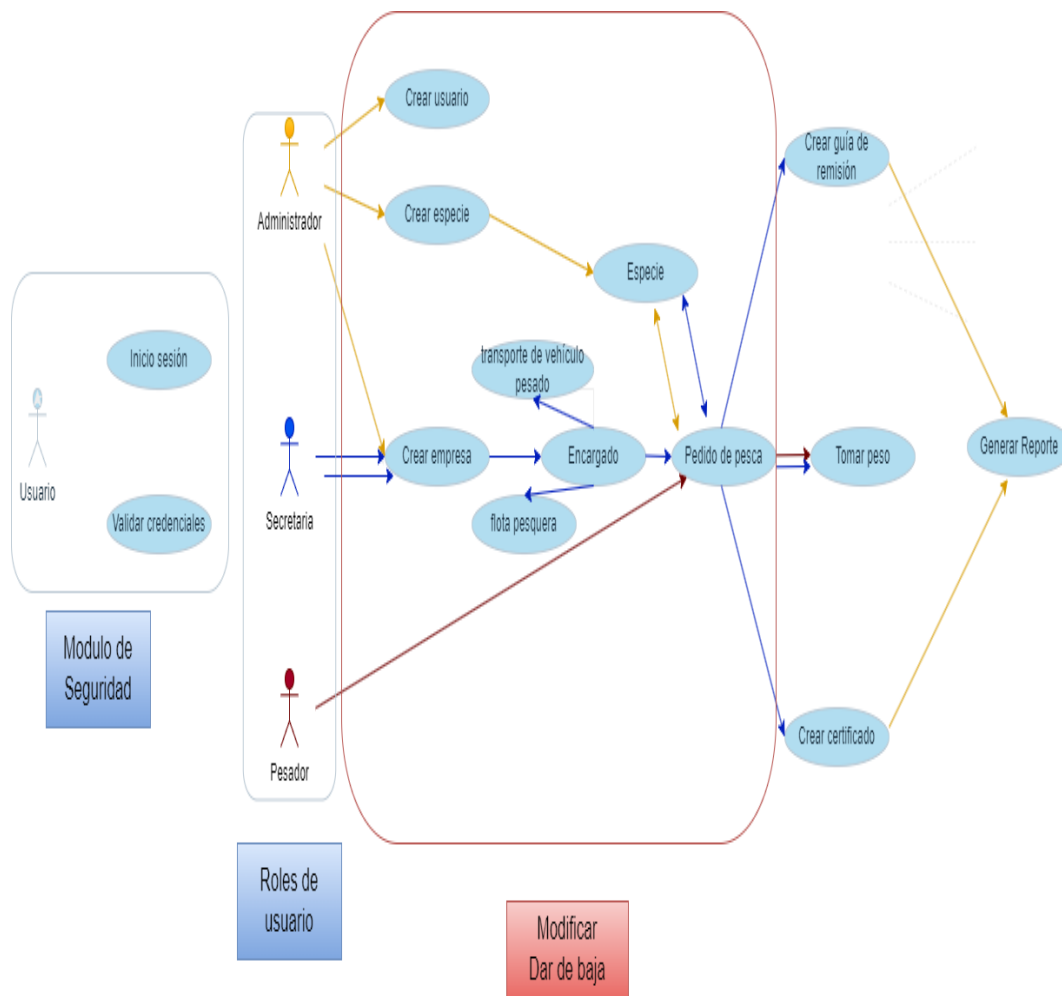 Crear usuario
Crear guía de
remisión
Administrador
Crear especie
Especie
Inicio sesión
transporte de vehículo
pesado
Usuario
Crear empresa
Encargado
Pedido de pesca
Tomar peso
Generar Reporte
Validar credenciales
Secretaria
flota pesquera
Modulo de
Seguridad
Pesador
Crear certificado
Roles de
usuario
Modificar
Dar de baja